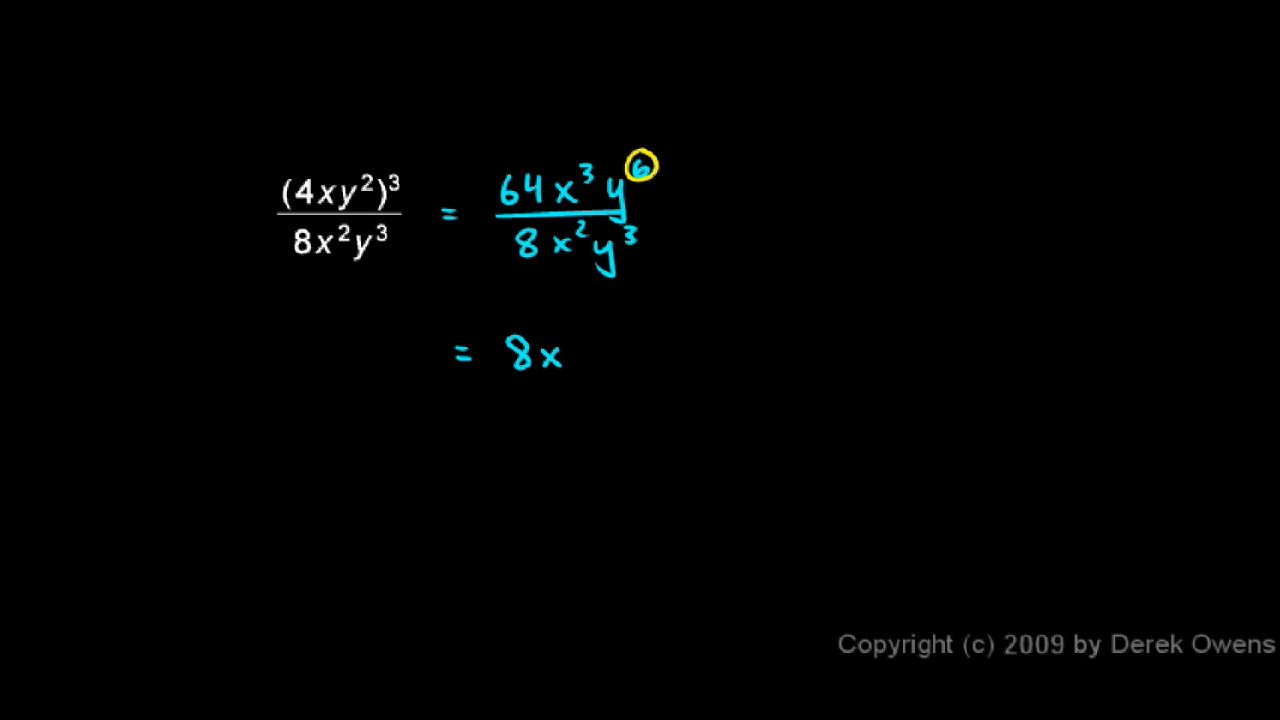 (4xy²)³ / 8x²y³ = 64x³y⁶ / 8x²y³
= 8x
Copyright (c) 2009 by Derek Owens